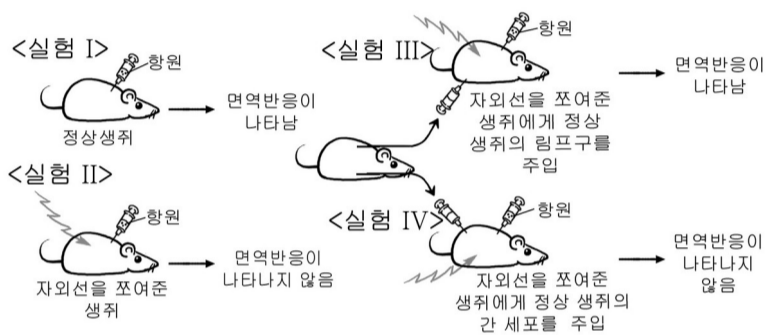 <실험 I>
항원
정상생쥐
면역반응이
나타남
<실험 II>
항원
자외선을 쪼여준
생쥐
면역반응이
나타나지 않음
<실험 III>
항원
자외선을 쪼여준
생쥐에게 정상
생쥐의 림프구를
주입
면역반응이
나타남
<실험 IV>
항원
자외선을 쪼여준
생쥐에게 정상 생쥐의
간 세포를 주입
면역반응이
나타나지
않음